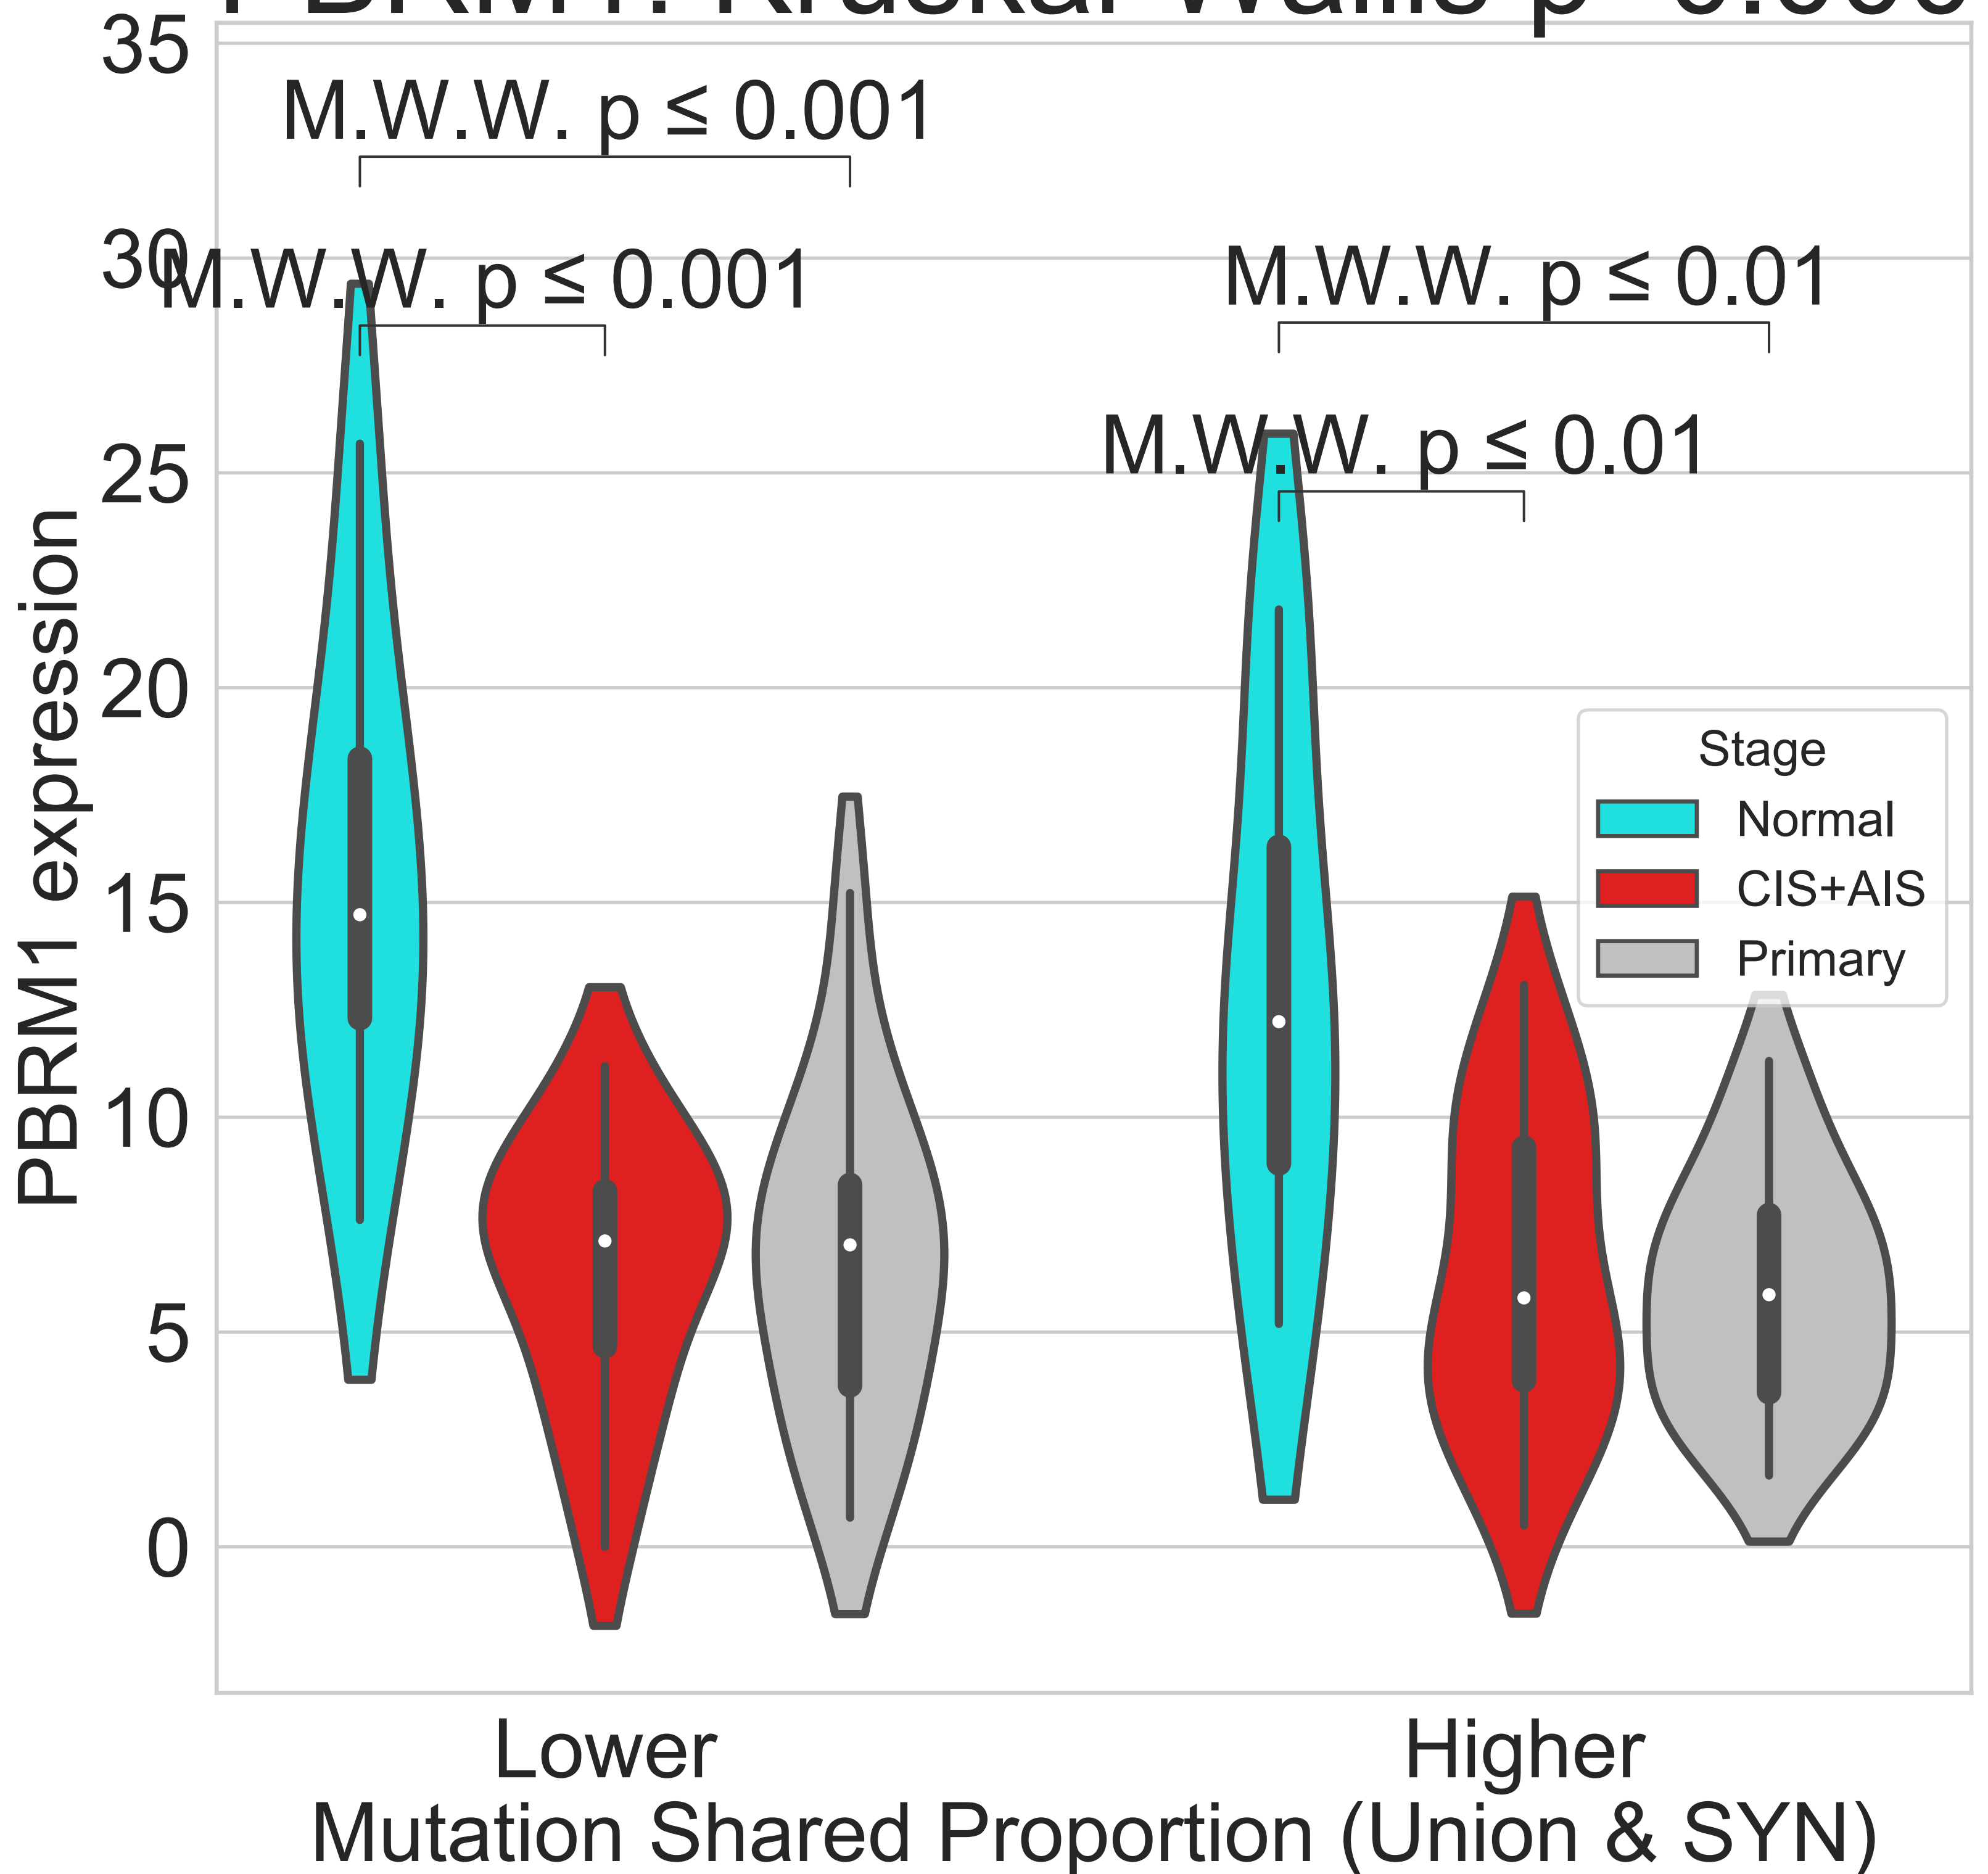 35
M.W.W. p ≤ 0.001
30
M.W.W. p ≤ 0.001
M.W.W. p ≤ 0.01
M.W.W. p ≤ 0.01
25
20
15
10
5
0
PBRM1 expression
Stage
Normal
CIS+AIS
Primary
Lower
Higher
Mutation Shared Proportion (Union & SYN)